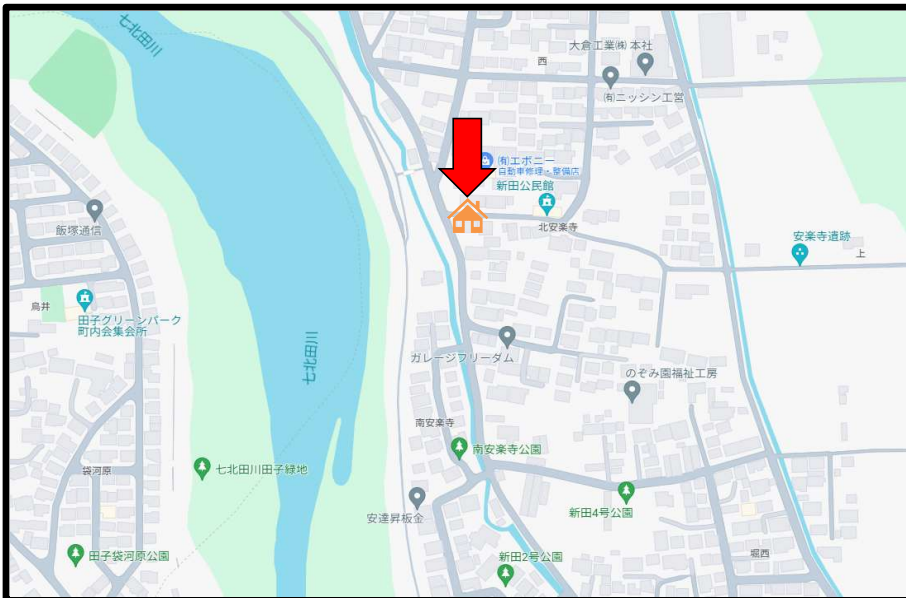 七北田川
大倉工業㈱ 本社
西
㈲ニッシン工営
㈲エボニー
自動車修理・整備店
新田公民館
飯塚通信
北安楽寺
安楽寺遺跡
上
鳥井
田子グリーンパーク
町内会集会所
七北田川
ガレージフリーダム
のぞみ園福祉工房
南安楽寺
南安楽寺公園
七北田川田子緑地
袋河原
新田4号公園
安達昇板金
田子袋河原公園
新田2号公園
堀西